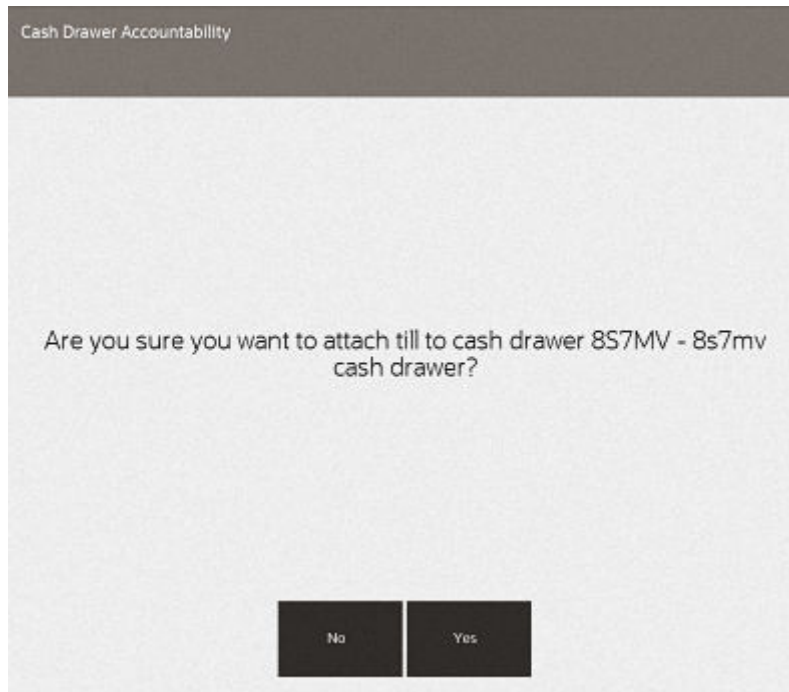 Cash Drawer Accountability
Are you sure you want to attach till to cash drawer 8S7MV - 8s7mv
cash drawer?
No
Yes